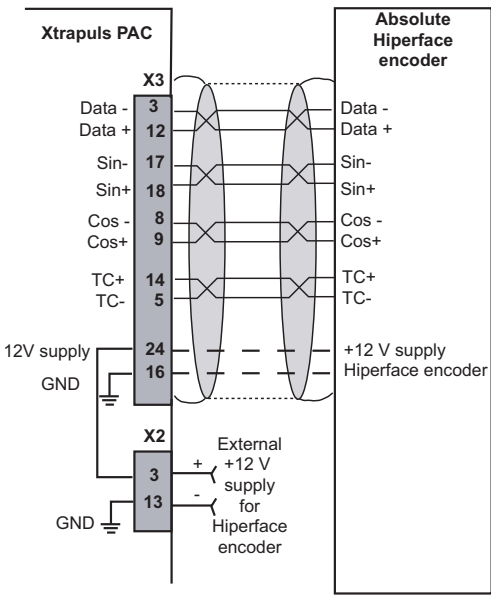 Xtrapuls PAC
Absolute
Hiperface
encoder
X3
Data - 3 Data -
Data + 12 Data +
Sin- 17 Sin-
Sin+ 18 Sin+
Cos - 8 Cos -
Cos+ 9 Cos+
TC+ 14 TC+
TC- 5 TC-
12V supply 24 +12 V supply
GND 16 Hiperface encoder
X2
External
3 + +12 V
supply
13 - for
GND Hiperface
encoder